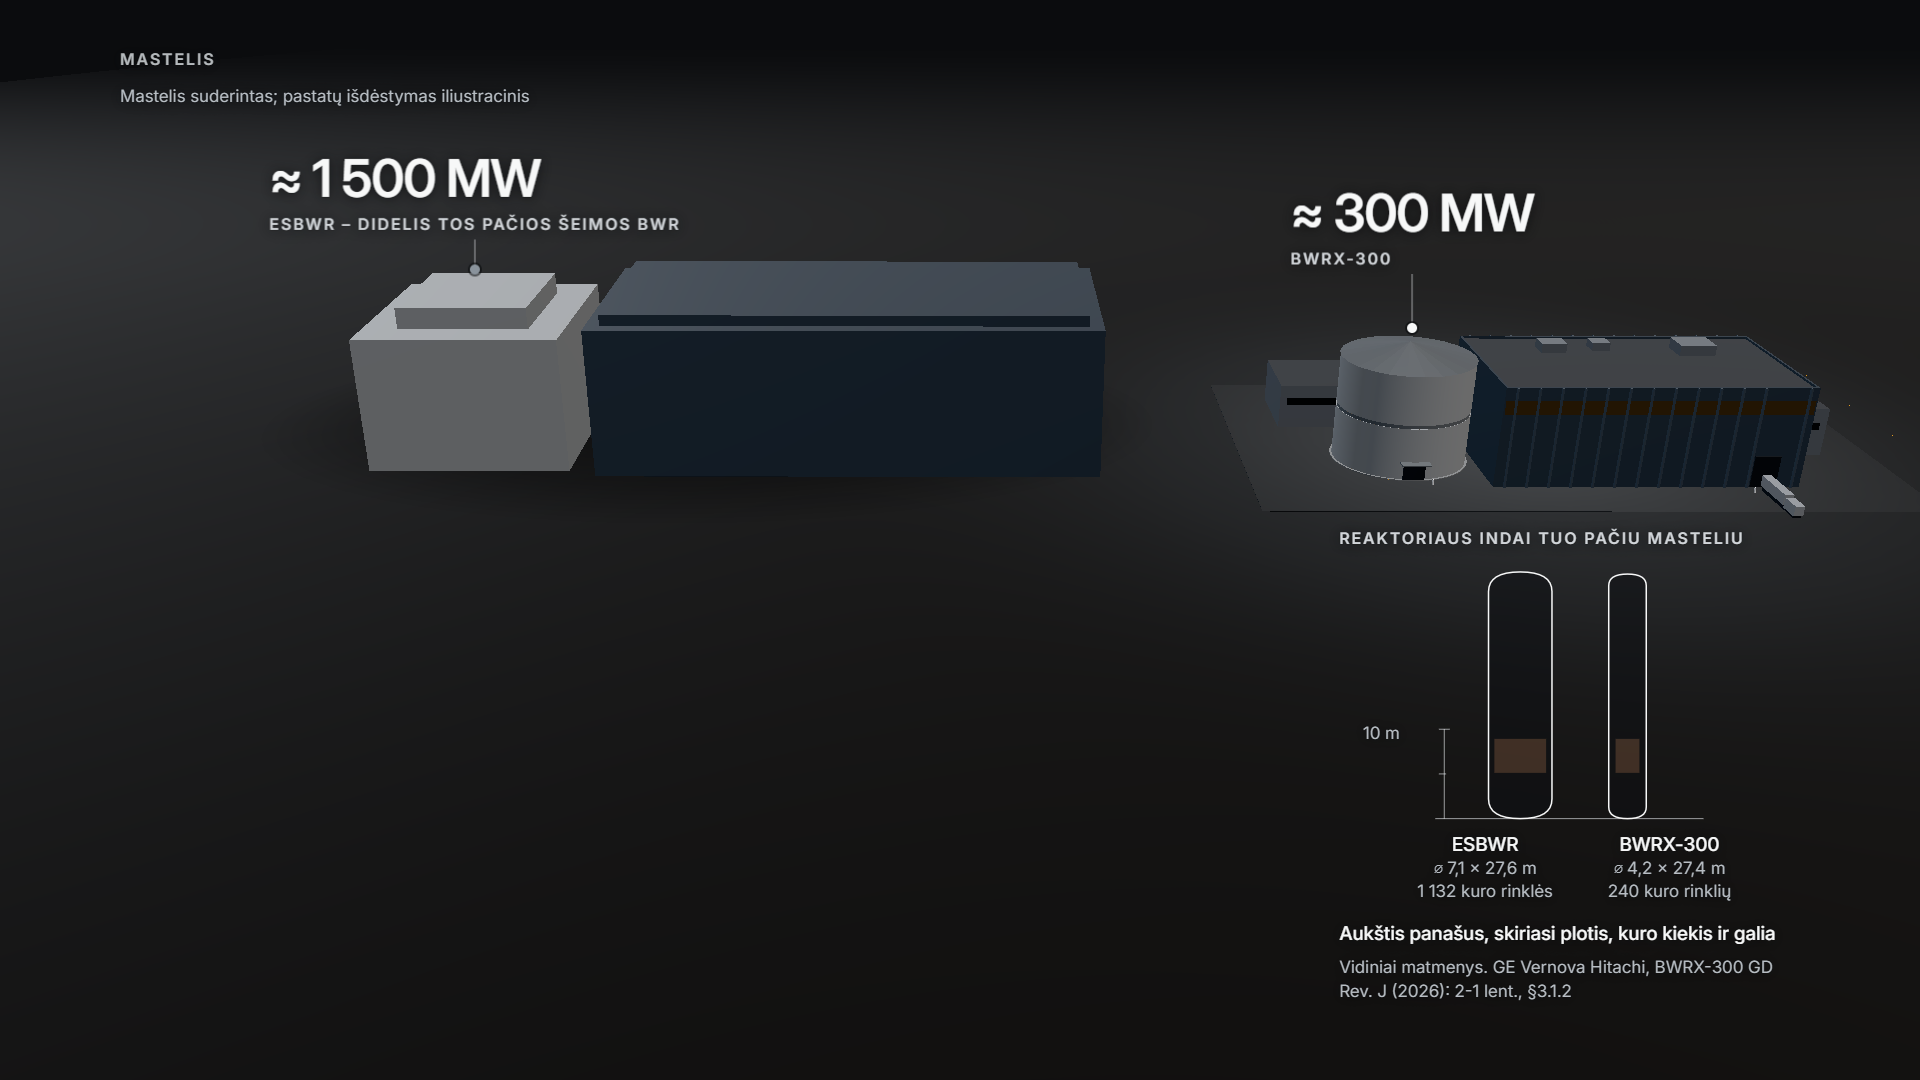 MASTELIS
Mastelis suderintas; pastatų išdėstymas iliustracinis
≈ 1 500 MW
ESBWR – DIDELIS TOS PAČIOS ŠEIMOS BWR
≈ 300 MW
BWRX-300
REAKTORIAUS INDAI TUO PAČIU MASTELIU
10 m
ESBWR
⌀ 7,1 × 27,6 m
1 132 kuro rinklės
BWRX-300
⌀ 4,2 × 27,4 m
240 kuro rinklių
Aukštis panašus, skiriasi plotis, kuro kiekis ir galia
Vidiniai matmenys. GE Vernova Hitachi, BWRX-300 GD
Rev. J (2026): 2-1 lent., §3.1.2